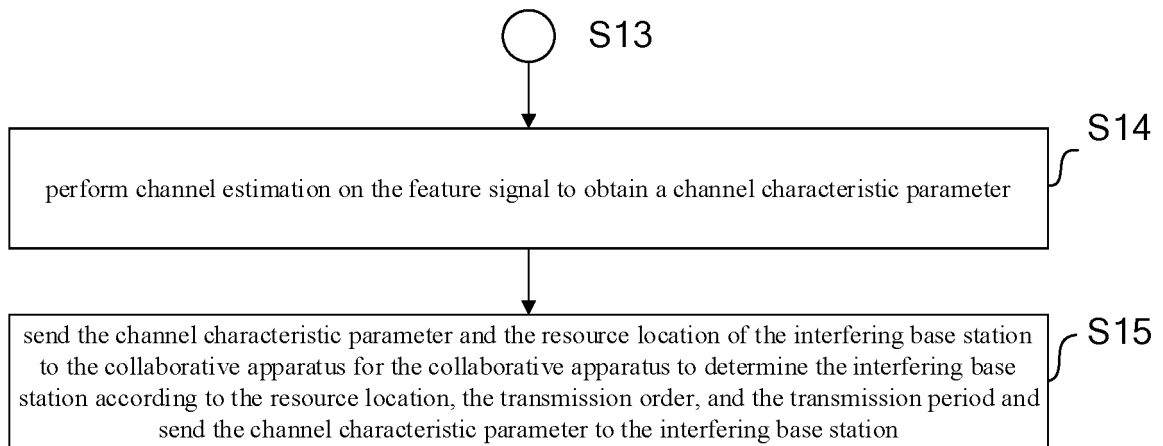 S13
S14
perform channel estimation on the feature signal to obtain a channel characteristic parameter
S15
send the channel characteristic parameter and the resource location of the interfering base station
to the collaborative apparatus for the collaborative apparatus to determine the interfering base
station according to the resource location, the transmission order, and the transmission period and
send the channel characteristic parameter to the interfering base station